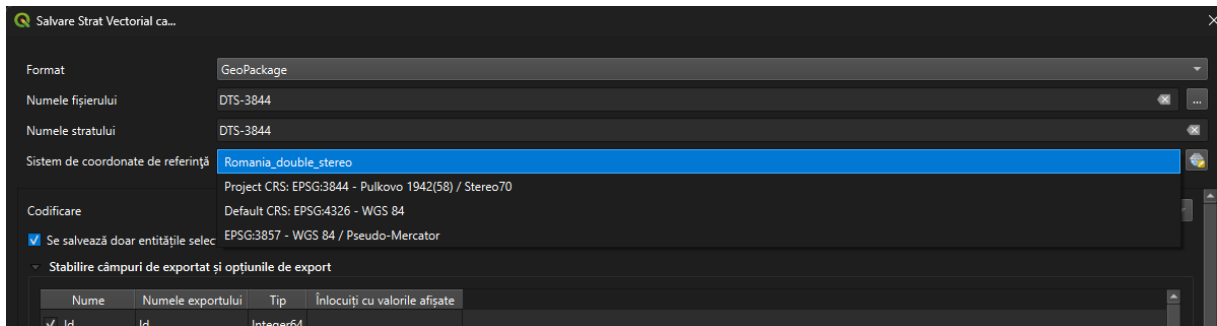 Salvare Strat Vectorial ca...
Format GeoPackage
Numele fișierului DTS-3844 ...
Numele stratului DTS-3844
Sistem de coordonate de referință Romania_double_stereo
Project CRS: EPSG:3844 - Pulkovo 1942(58) / Stereo70
Codificare Default CRS: EPSG:4326 - WGS 84
Se salvează doar entitățile selec EPSG:3857 - WGS 84 / Pseudo-Mercator
Stabilire câmpuri de exportat și opțiunile de export
Nume Numele exportului Tip Înlocuiți cu valorile afișate
Id Id Integer64